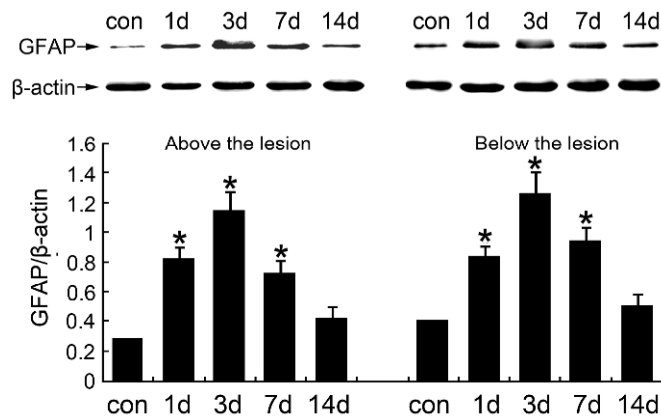 con 1d 3d 7d 14d con 1d 3d 7d 14d
GFAP
β-actin
Above the lesion Below the lesion
GFAP/β-actin
1.6
1.4
1.2
1
0.8
0.6
0.4
0.2
0
* * * * * *
con 1d 3d 7d 14d con 1d 3d 7d 14d